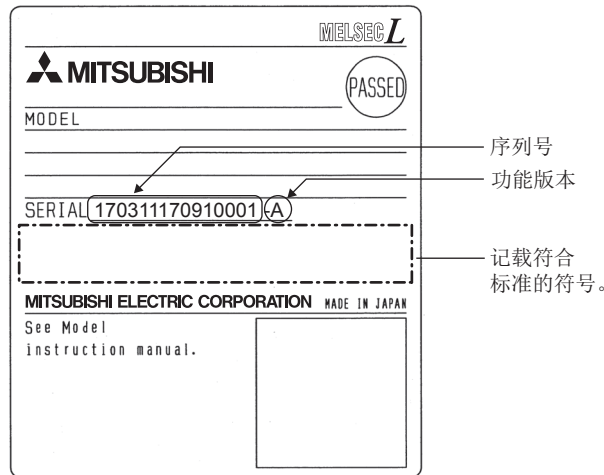 MELSEC L
MITSUBISHI
PASSED
MODEL
序列号
功能版本
SERIAL 170311170910001-A
记载符合
标准的符号。
MITSUBISHI ELECTRIC CORPORATION MADE IN JAPAN
See Model
instruction manual.